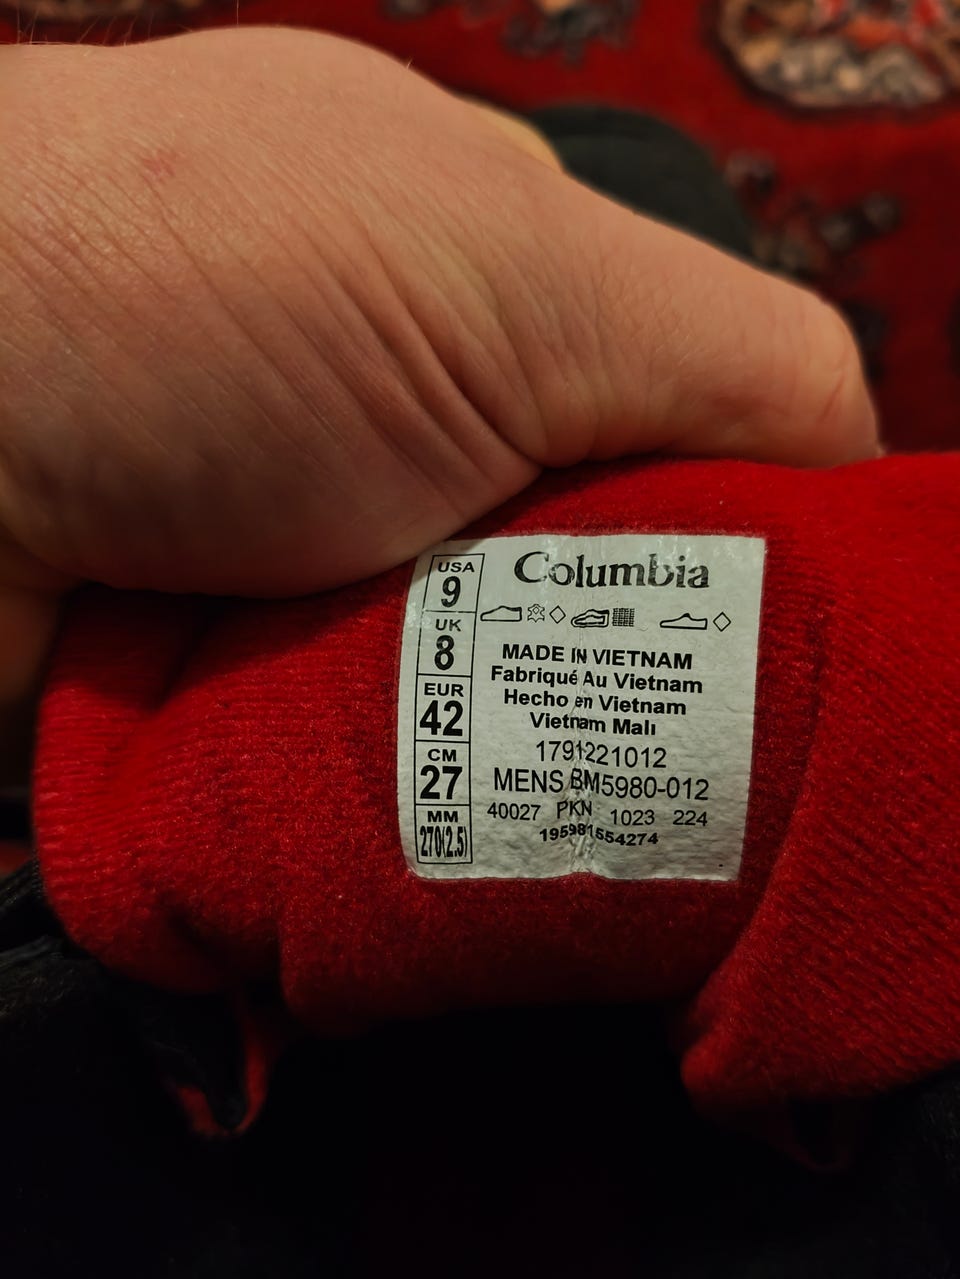 USA
9
UK
8
EUR
42
CM
27
MM
270(2.5)
Columbia
MADE IN VIETNAM
Fabriqué Au Vietnam
Hecho en Vietnam
Vietnam Malı
1791221012
MENS BM5980-012
40027 PKN 1023 224
195981554274